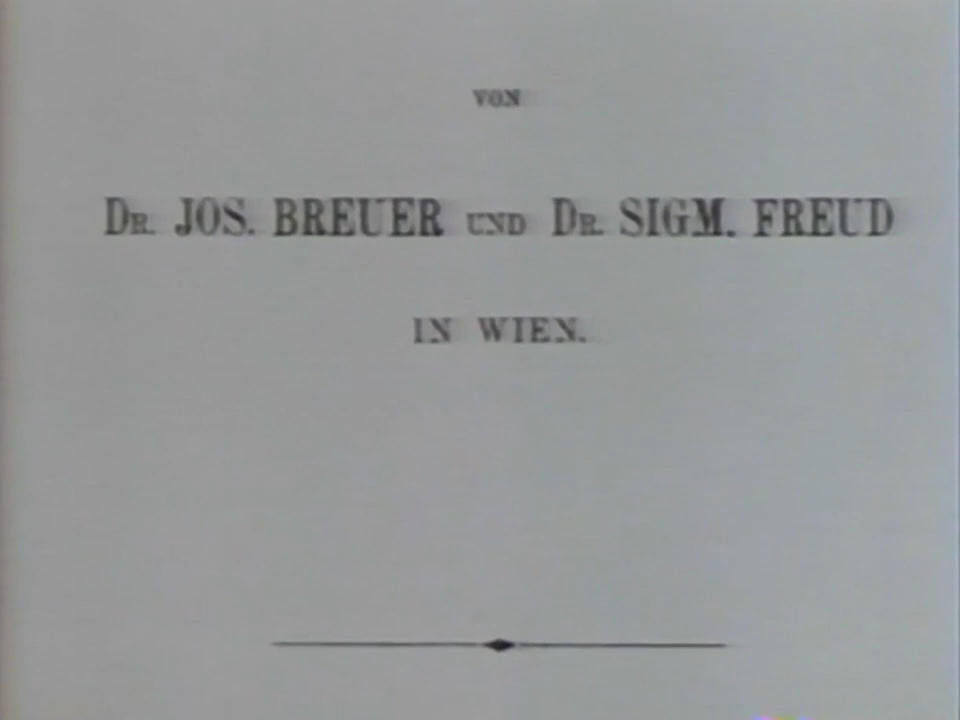 VON
DR. JOS. BREUER UND DR. SIGM. FREUD
IN WIEN.